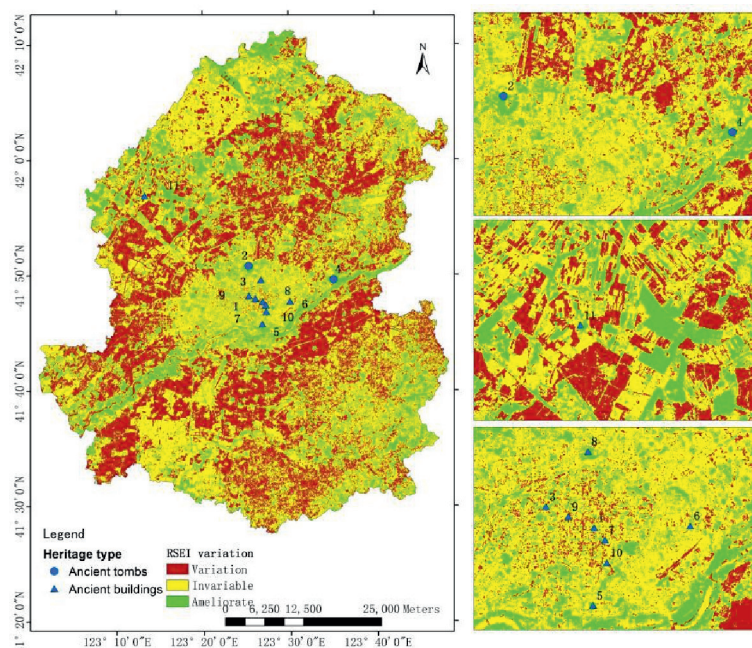 42° 10′0″N
42° 0′0″N
41° 50′0″N
41° 40′0″N
41° 30′0″N
1° 20′0″N
N
11
2
3
4
9
8
1
6
7
10
5
Legend
Heritage type
Ancient tombs
Ancient buildings
RSEI variation
Variation
Invariable
Ameliorate
0 6,250 12,500 25,000 Meters
123° 10′0″E 123° 20′0″E 123° 30′0″E 123° 40′0″E
2
4
11
8
3
9
1
6
10
5